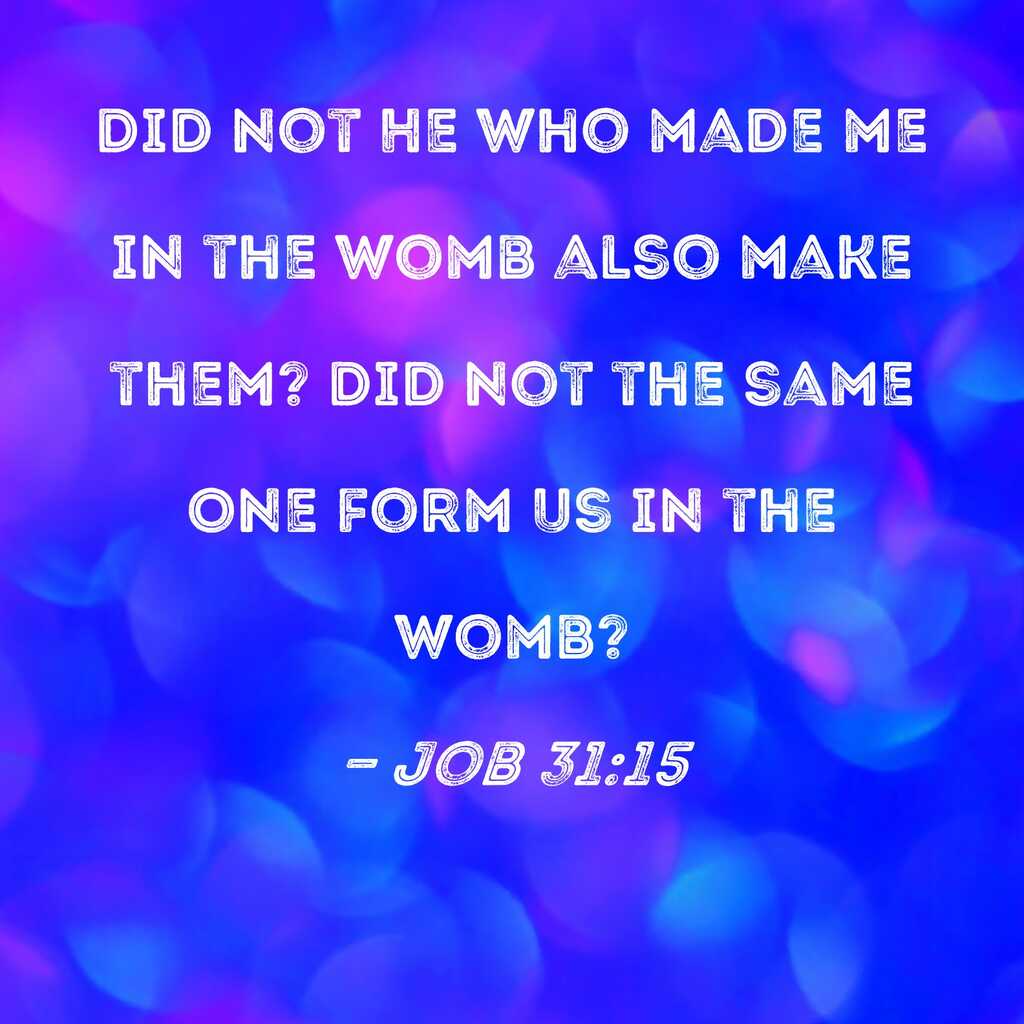 DID NOT HE WHO MADE ME
IN THE WOMB ALSO MAKE
THEM? DID NOT THE SAME
ONE FORM US IN THE
WOMB?
– JOB 31:15